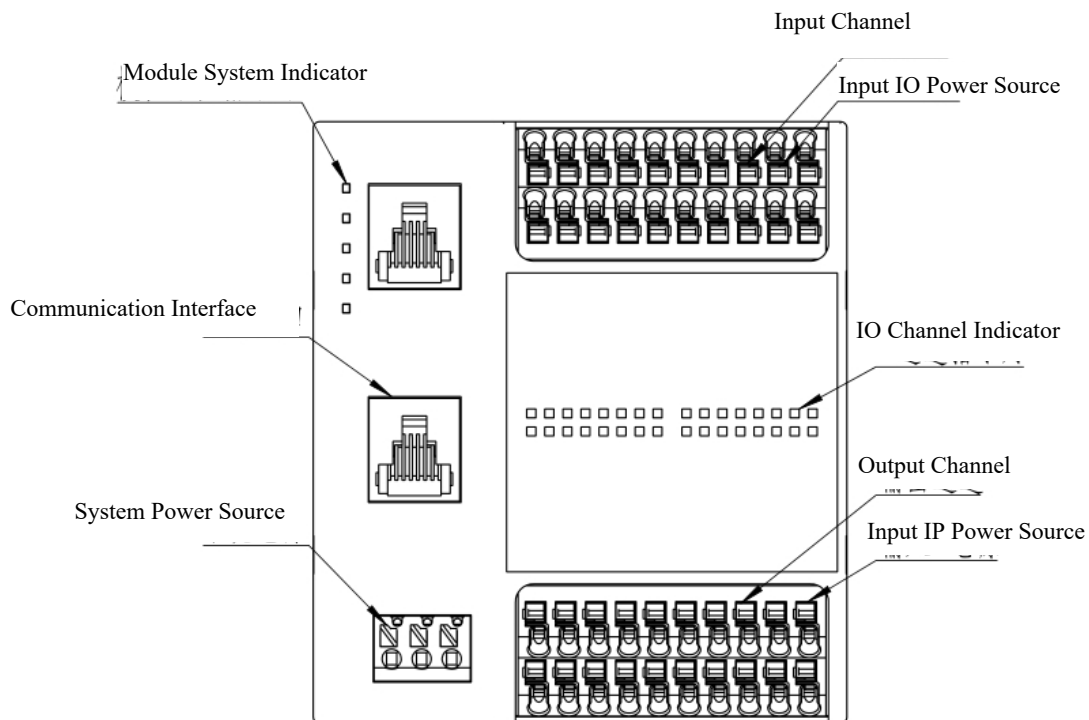 Input Channel
Module System Indicator
Input IO Power Source
Communication Interface
IO Channel Indicator
Output Channel
System Power Source
Input IP Power Source